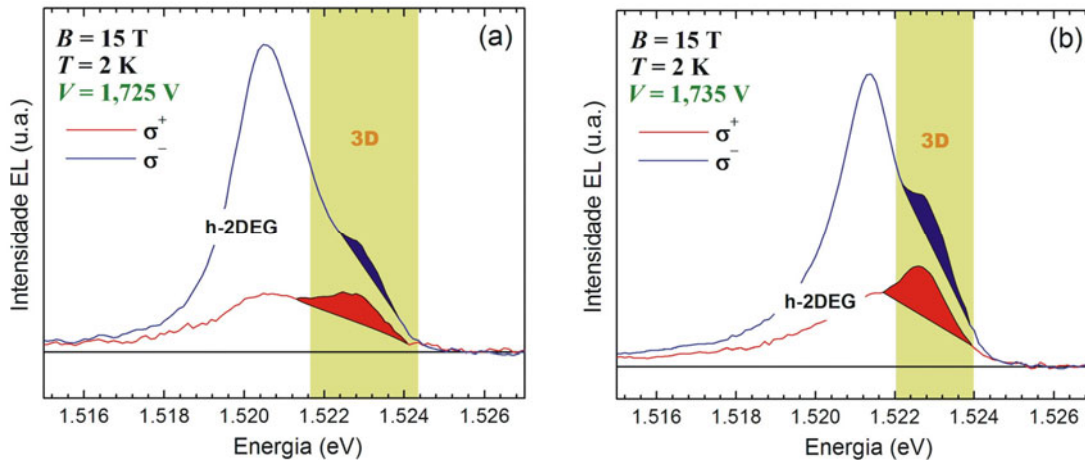 (a)
B = 15 T
T = 2 K
V = 1,725 V
σ⁺
σ⁻
3D
h-2DEG
Intensidade EL (u.a.)
1.516 1.518 1.520 1.522 1.524 1.526
Energia (eV)
(b)
B = 15 T
T = 2 K
V = 1,735 V
σ⁺
σ⁻
3D
h-2DEG
Intensidade EL (u.a.)
1.516 1.518 1.520 1.522 1.524 1.526
Energia (eV)